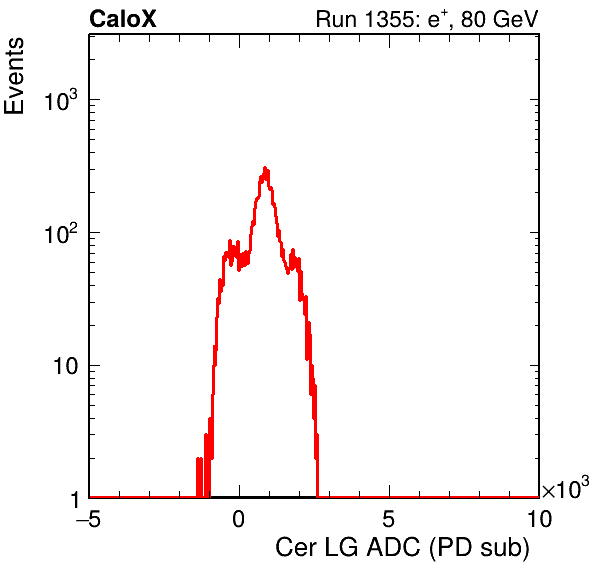 CaloX
Run 1355: e⁺, 80 GeV
Events
10³
10²
10
1
−5
0
5
10
×10³
Cer LG ADC (PD sub)